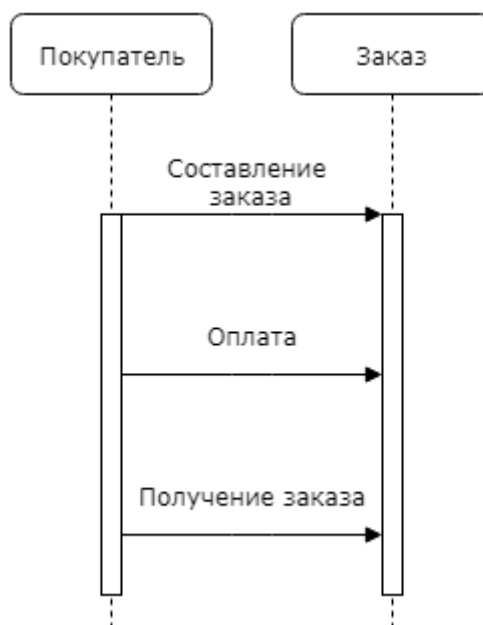 Покупатель
Заказ
Составление
заказа
Оплата
Получение заказа